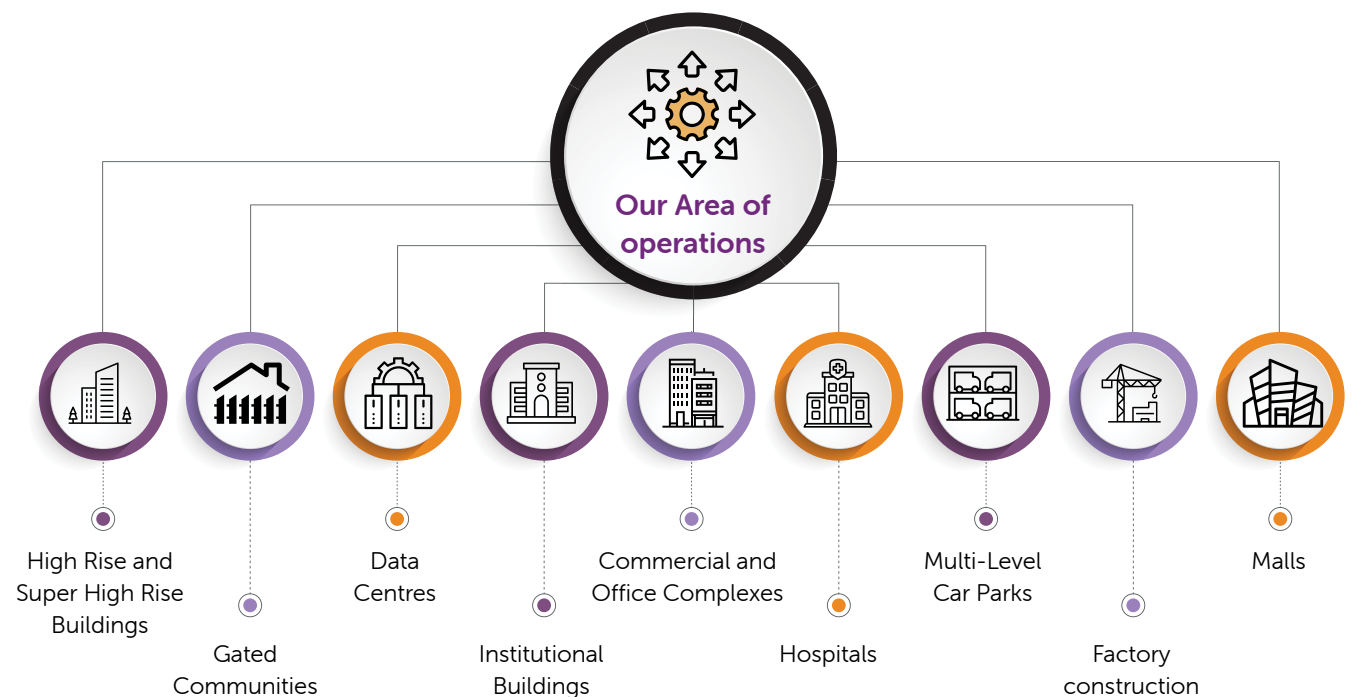 Our Area of
operations
High Rise and
Super High Rise
Buildings
Gated
Communities
Data
Centres
Institutional
Buildings
Commercial and
Office Complexes
Hospitals
Multi-Level
Car Parks
Factory
construction
Malls